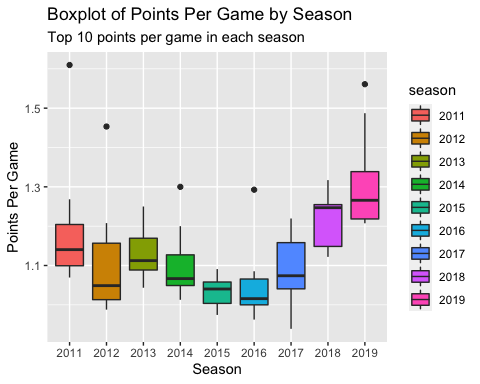 Boxplot of Points Per Game by Season
Top 10 points per game in each season
Points Per Game
1.5
1.3
1.1
2011 2012 2013 2014 2015 2016 2017 2018 2019
Season
season
2011
2012
2013
2014
2015
2016
2017
2018
2019